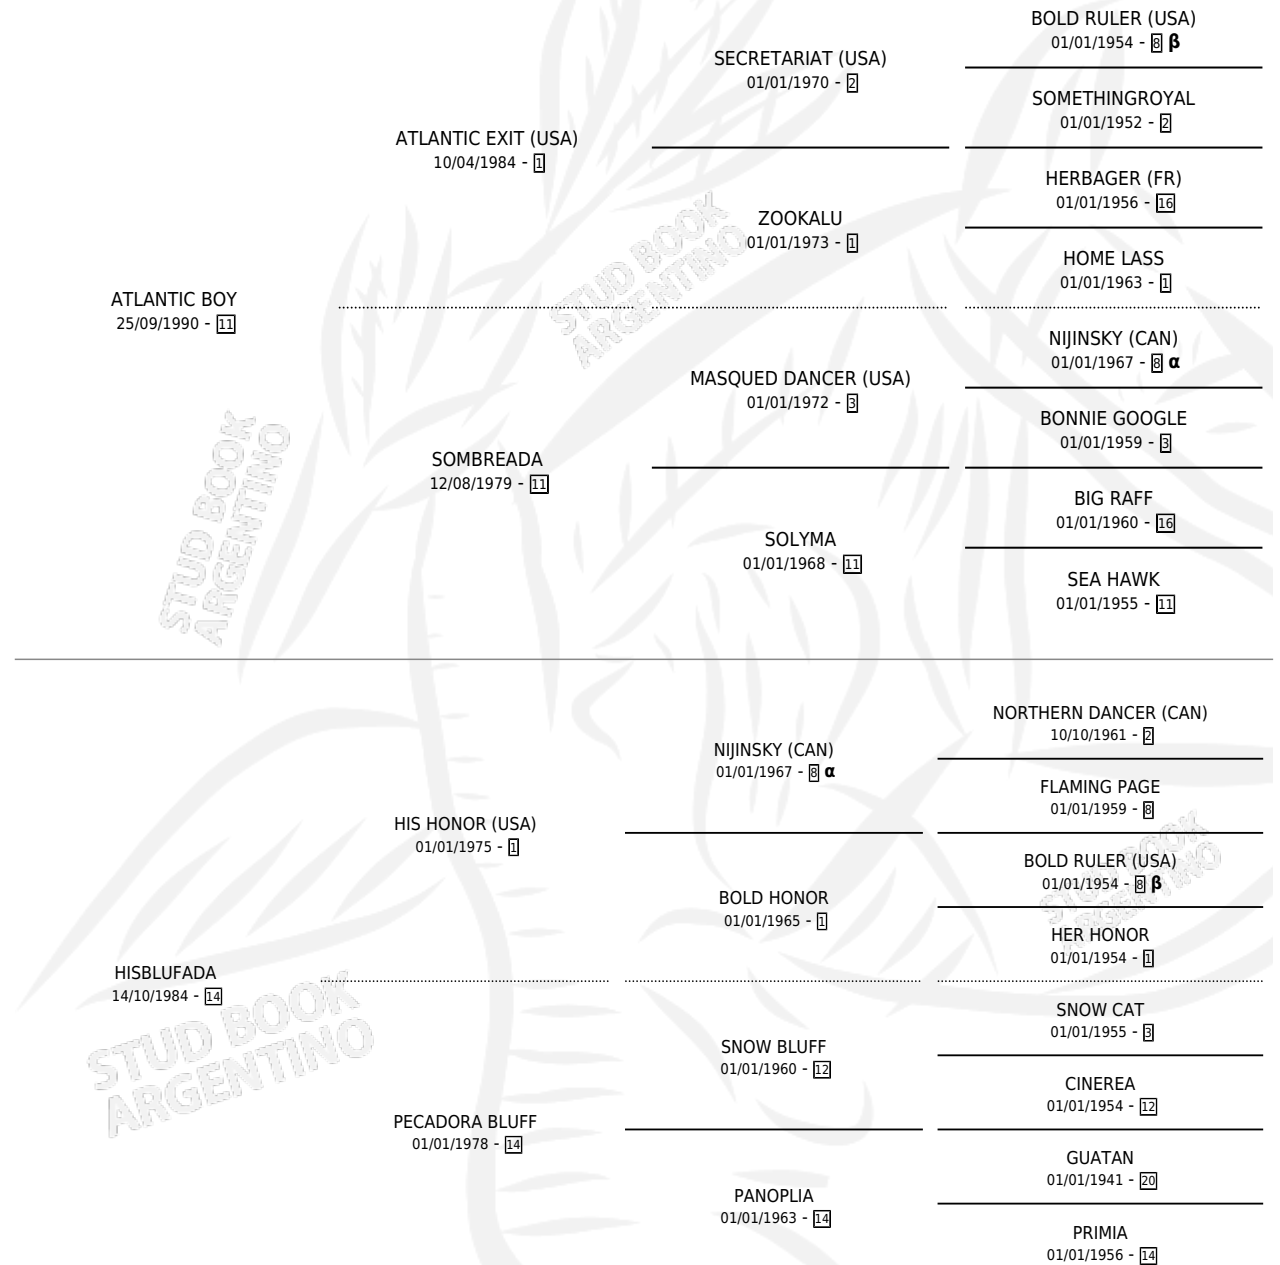 BOLD RULER (USA)
01/01/1954 - 8 β
SECRETARIAT (USA)
01/01/1970 - 2
SOMETHINGROYAL
01/01/1952 - 2
ATLANTIC EXIT (USA)
10/04/1984 - 1
HERBAGER (FR)
01/01/1956 - 16
ZOOKALU
01/01/1973 - 1
HOME LASS
01/01/1963 - 1
ATLANTIC BOY
25/09/1990 - 11
NIJINSKY (CAN)
01/01/1967 - 8 α
MASQUED DANCER (USA)
01/01/1972 - 3
BONNIE GOOGLE
01/01/1959 - 3
SOMBREADA
12/08/1979 - 11
BIG RAFF
01/01/1960 - 16
SOLYMA
01/01/1968 - 11
SEA HAWK
01/01/1955 - 11
NORTHERN DANCER (CAN)
10/10/1961 - 2
NIJINSKY (CAN)
01/01/1967 - 8 α
FLAMING PAGE
01/01/1959 - 8
HIS HONOR (USA)
01/01/1975 - 1
BOLD RULER (USA)
01/01/1954 - 8 β
BOLD HONOR
01/01/1965 - 1
HER HONOR
01/01/1954 - 1
HISBLUFADA
14/10/1984 - 14
SNOW CAT
01/01/1955 - 3
SNOW BLUFF
01/01/1960 - 12
CINEREA
01/01/1954 - 12
PECADORA BLUFF
01/01/1978 - 14
GUATAN
01/01/1941 - 20
PANOPLIA
01/01/1963 - 14
PRIMIA
01/01/1956 - 14
STUD BOOK
ARGENTINO
STUD BOOK
ARGENTINO
STUD BOOK
ARGENTINO
STUD BOOK
ARGENTINO